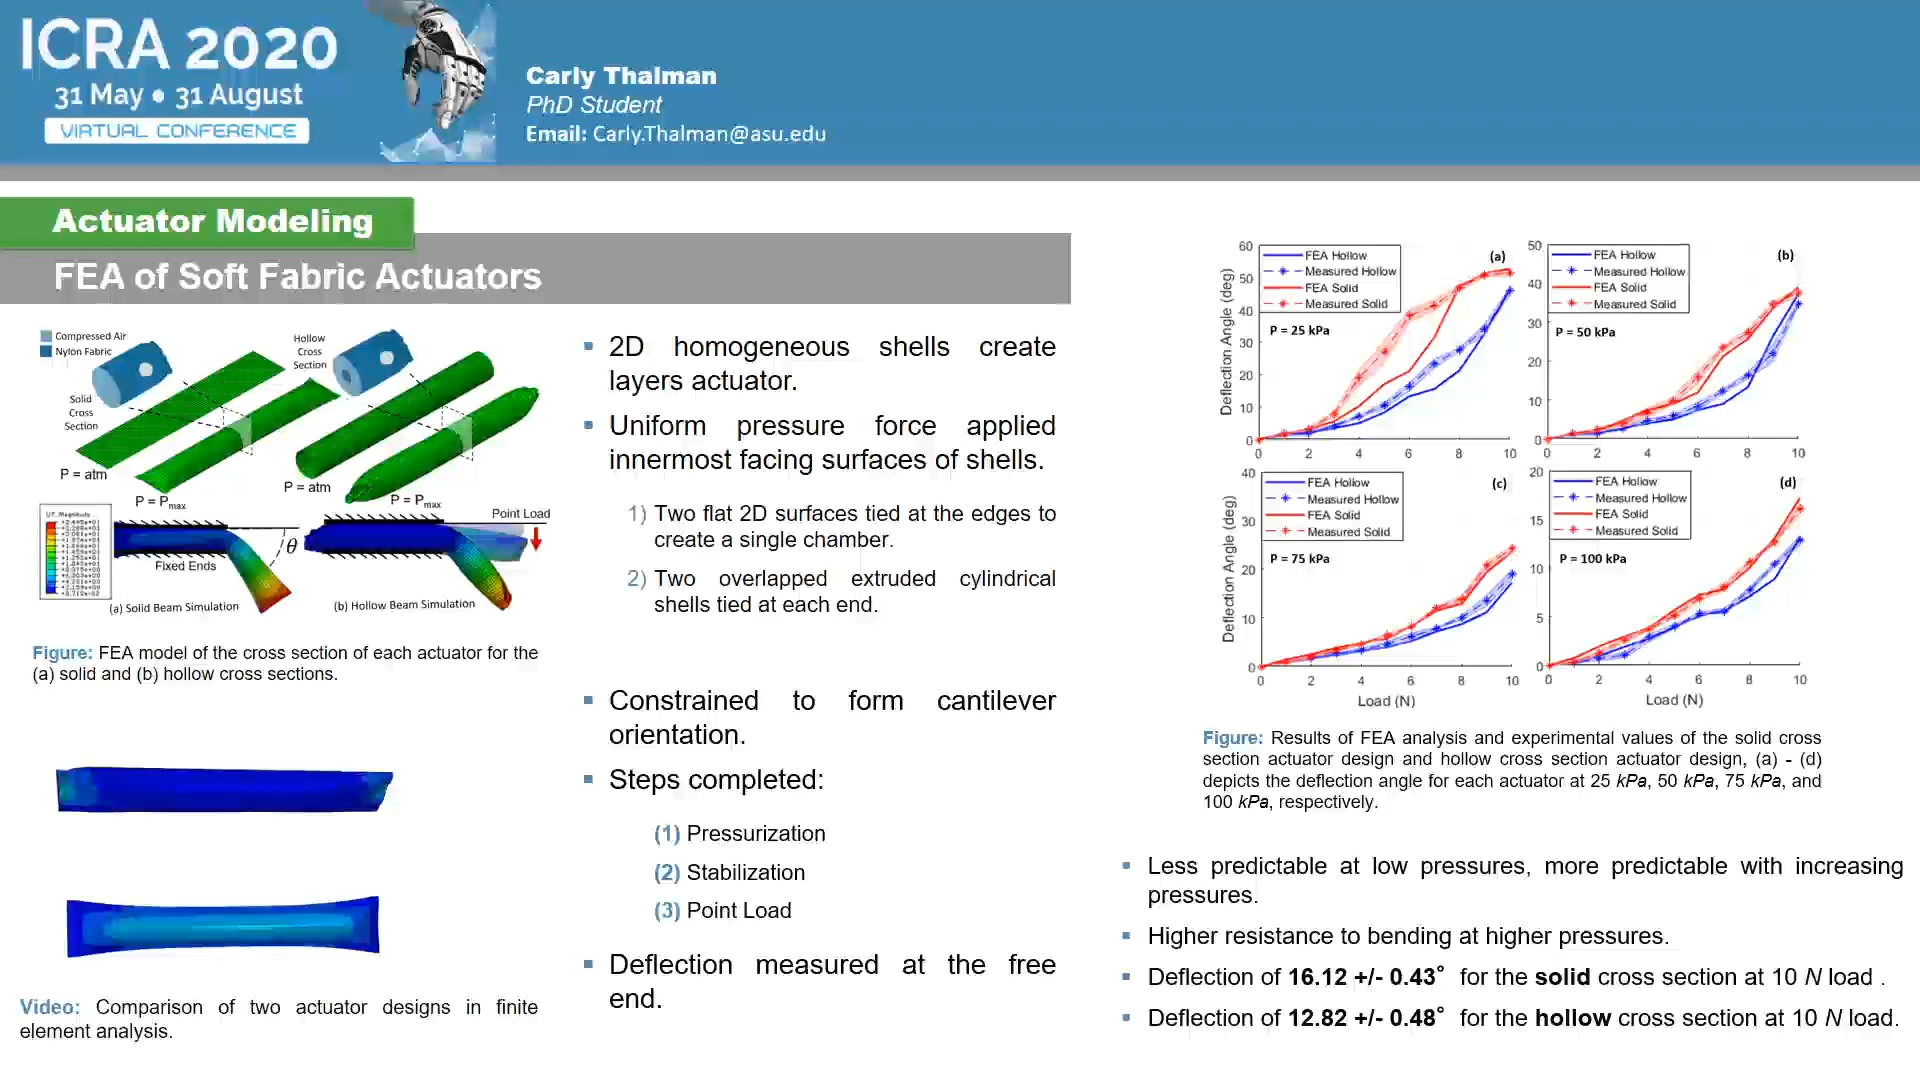 ICRA 2020
31 May • 31 August
VIRTUAL CONFERENCE
Carly Thalman
PhD Student
Email: Carly.Thalman@asu.edu
Actuator Modeling
FEA of Soft Fabric Actuators
Compressed Air
Nylon Fabric
Hollow
Cross
Section
Solid
Cross
Section
P = atm
P = Pmax
P = atm
P = Pmax
Point Load
θ
Fixed Ends
(a) Solid Beam Simulation
(b) Hollow Beam Simulation
Figure: FEA model of the cross section of each actuator for the
(a) solid and (b) hollow cross sections.
Video: Comparison of two actuator designs in finite
element analysis.
▪ 2D homogeneous shells create
layers actuator.
▪ Uniform pressure force applied
innermost facing surfaces of shells.
1) Two flat 2D surfaces tied at the edges to
create a single chamber.
2) Two overlapped extruded cylindrical
shells tied at each end.
▪ Constrained to form cantilever
orientation.
▪ Steps completed:
(1) Pressurization
(2) Stabilization
(3) Point Load
▪ Deflection measured at the free
end.
FEA Hollow
Measured Hollow
FEA Solid
Measured Solid
(a)
P = 25 kPa
Deflection Angle (deg)
60
50
40
30
20
10
0
0 2 4 6 8 10
FEA Hollow
Measured Hollow
FEA Solid
Measured Solid
(b)
P = 50 kPa
50
40
30
20
10
0
0 2 4 6 8 10
FEA Hollow
Measured Hollow
FEA Solid
Measured Solid
(c)
P = 75 kPa
Deflection Angle (deg)
40
30
20
10
0
0 2 4 6 8 10
Load (N)
FEA Hollow
Measured Hollow
FEA Solid
Measured Solid
(d)
P = 100 kPa
20
15
10
5
0
0 2 4 6 8 10
Load (N)
Figure: Results of FEA analysis and experimental values of the solid cross
section actuator design and hollow cross section actuator design, (a) - (d)
depicts the deflection angle for each actuator at 25 kPa, 50 kPa, 75 kPa, and
100 kPa, respectively.
▪ Less predictable at low pressures, more predictable with increasing
pressures.
▪ Higher resistance to bending at higher pressures.
▪ Deflection of 16.12 +/- 0.43° for the solid cross section at 10 N load .
▪ Deflection of 12.82 +/- 0.48° for the hollow cross section at 10 N load.